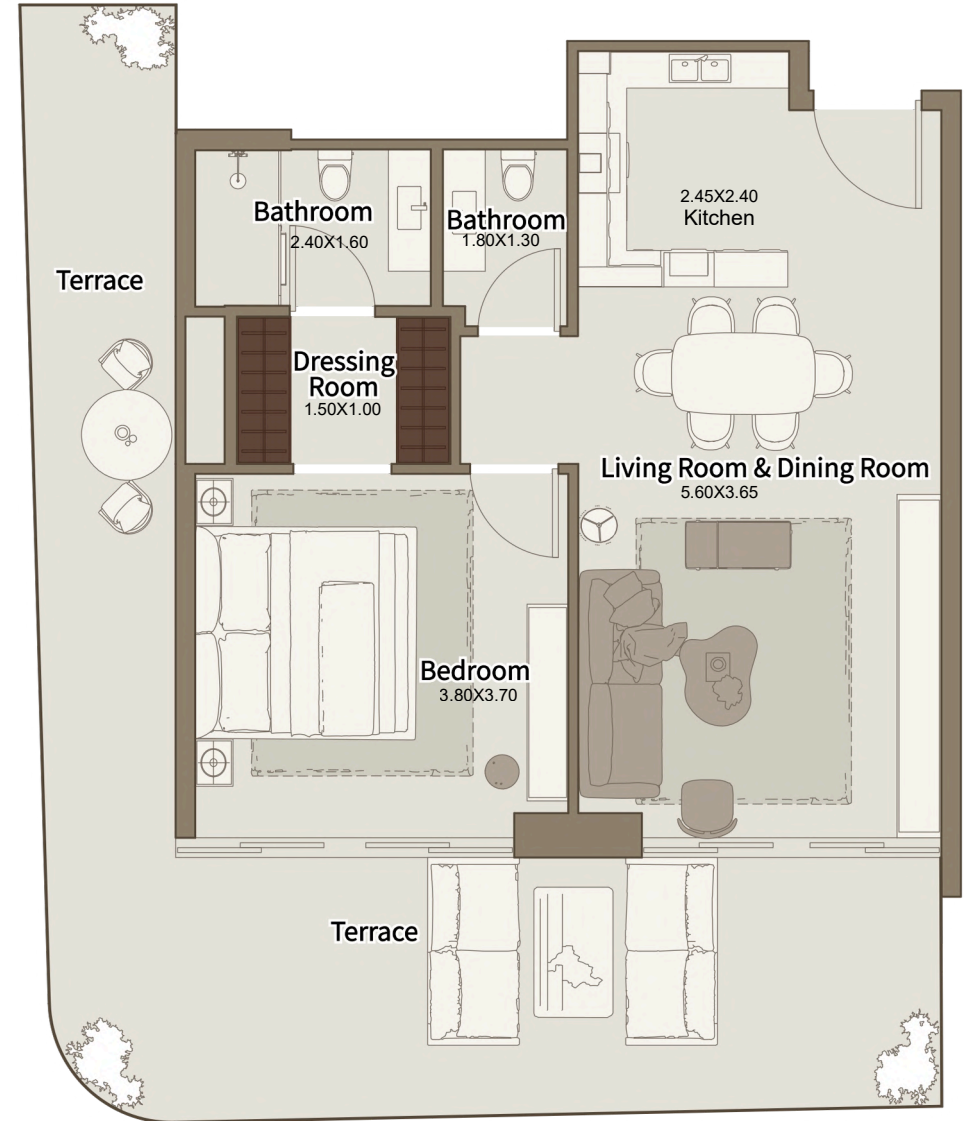 2.45X2.40
Kitchen
Bathroom
2.40X1.60
Bathroom
1.80X1.30
Terrace
Dressing
Room
1.50X1.00
Living Room & Dining Room
5.60X3.65
Bedroom
3.80X3.70
Terrace